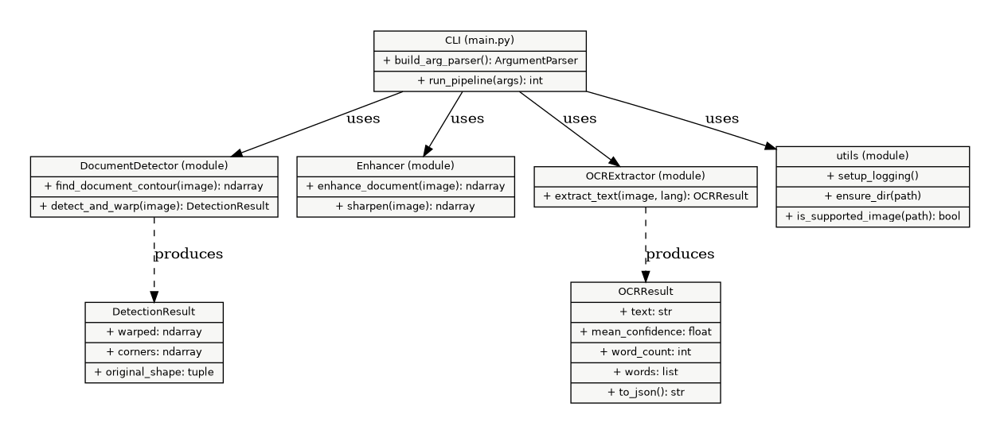 CLI (main.py)
+ build_arg_parser(): ArgumentParser
+ run_pipeline(args): int
uses
uses
uses
uses
DocumentDetector (module)
+ find_document_contour(image): ndarray
+ detect_and_warp(image): DetectionResult
Enhancer (module)
+ enhance_document(image): ndarray
+ sharpen(image): ndarray
OCRExtractor (module)
+ extract_text(image, lang): OCRResult
utils (module)
+ setup_logging()
+ ensure_dir(path)
+ is_supported_image(path): bool
produces
produces
DetectionResult
+ warped: ndarray
+ corners: ndarray
+ original_shape: tuple
OCRResult
+ text: str
+ mean_confidence: float
+ word_count: int
+ words: list
+ to_json(): str